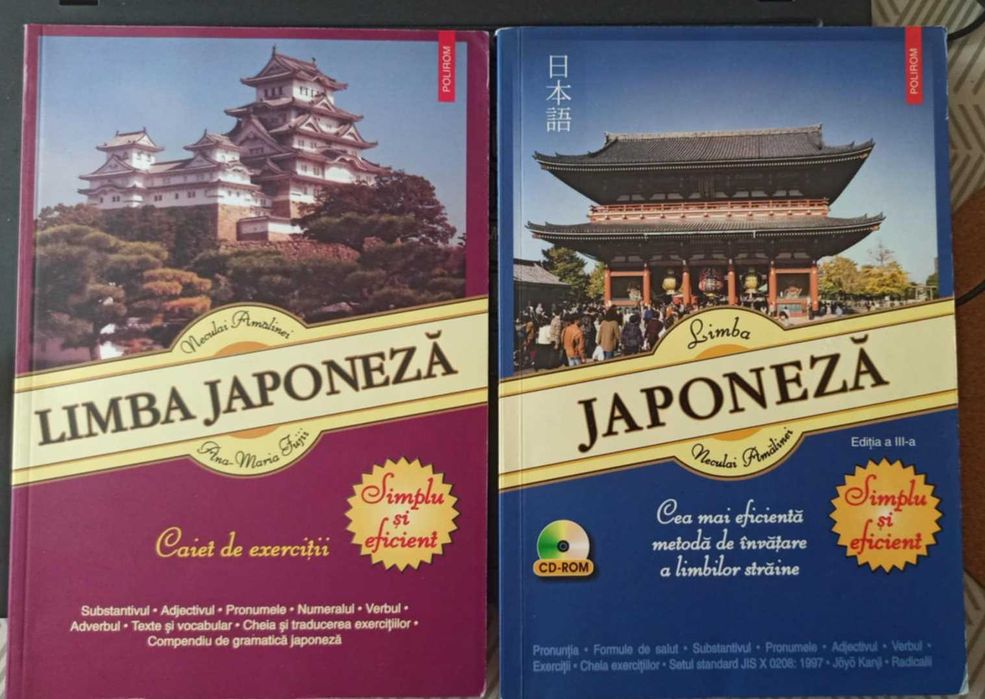 POLIROM
Neculai Amălinei
LIMBA JAPONEZĂ
Ana-Maria Fujii
Simplu
și
eficient
Caiet de exerciții
Substantivul • Adjectivul • Pronumele • Numeralul • Verbul •
Adverbul • Texte și vocabular • Cheia și traducerea exercițiilor •
Compendiu de gramatică japoneză
POLIROM
日本語
Limba
JAPONEZĂ
Neculai Amălinei
Ediția a III-a
Simplu
și
eficient
Cea mai eficientă
metodă de învățare
a limbilor străine
CD-ROM
Pronunția • Formule de salut • Substantivul • Pronumele • Adjectivul • Verbul •
Exerciții • Cheia exercițiilor • Setul standard JIS X 0208: 1997 • Jōyō Kanji • Radicalii